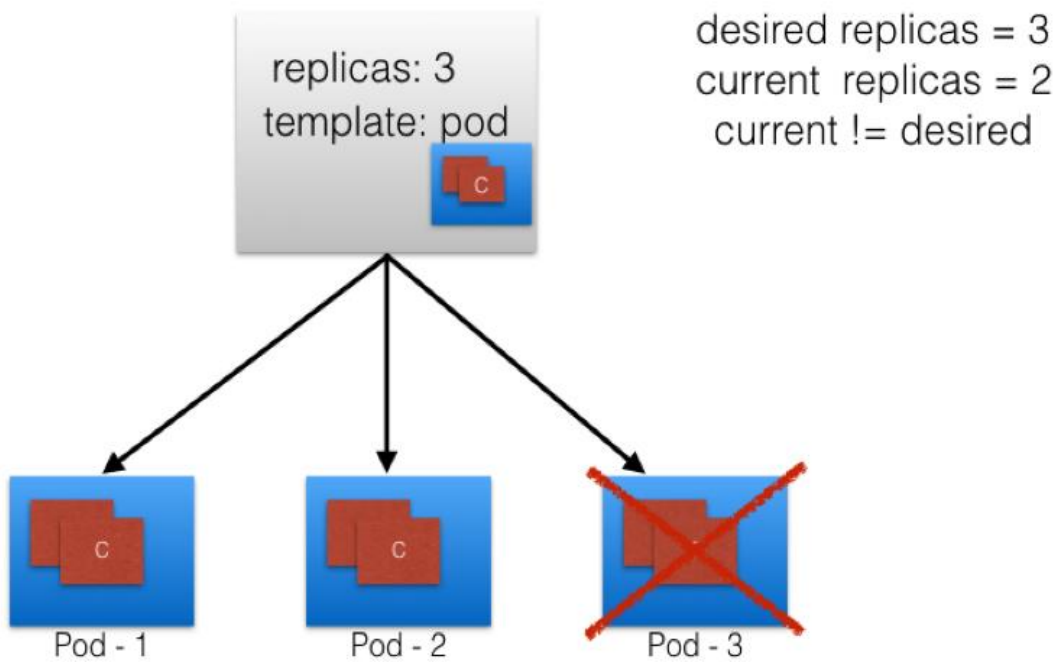 replicas: 3
template: pod
C
desired replicas = 3
current replicas = 2
current != desired
C
C
Pod - 1
Pod - 2
Pod - 3